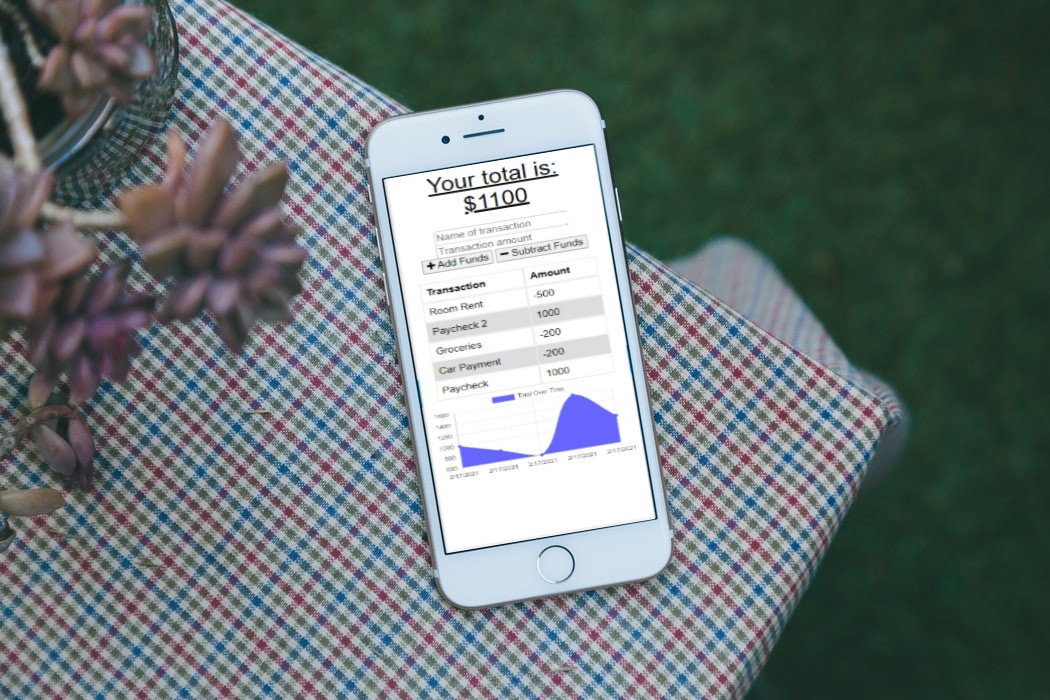 Your total is:
$1100
Name of transaction
Transaction amount
+ Add Funds − Subtract Funds
Transaction Amount
Room Rent -500
Paycheck 2 1000
Groceries -200
Car Payment -200
Paycheck 1000
Total Over Time
1600
1400
1200
1000
800
600
2/17/2021 2/17/2021 2/17/2021 2/17/2021 2/17/2021